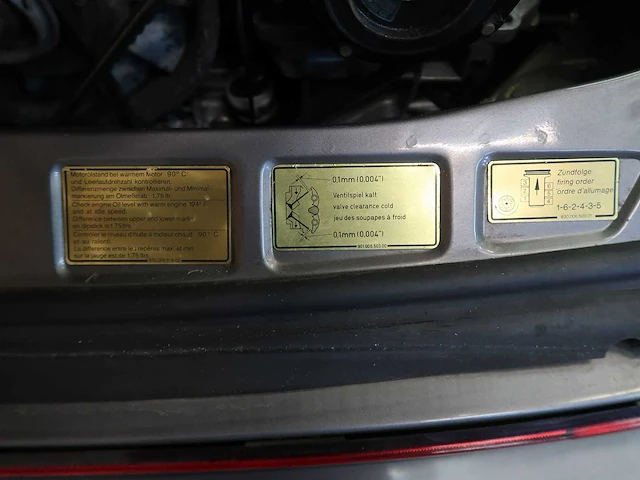 Motorölstand bei warmem Motor (90° C)
und Leerlaufdrehzahl kontrollieren.
Differenzmenge zwischen Maximal- und Minimal-
markierung am Ölmeßstab: 1,75 ltr.
Check engine Oil level with warm engine
and at idle speed.
Difference between upper and lower mark
on dipstick is 1.75 ltrs.
Contrôler le niveau d'huile à moteur chaud 90° C
et au ralenti.
La différence entre les repères max. et min.
sur la jauge est de 1,75 ltrs.
0,1mm (0.004")
Ventilspiel kalt
valve clearance cold
jeu des soupapes à froid
0,1mm (0.004")
901.006.503.00
Zündfolge
firing order
ordre d'allumage
1-6-2-4-3-5